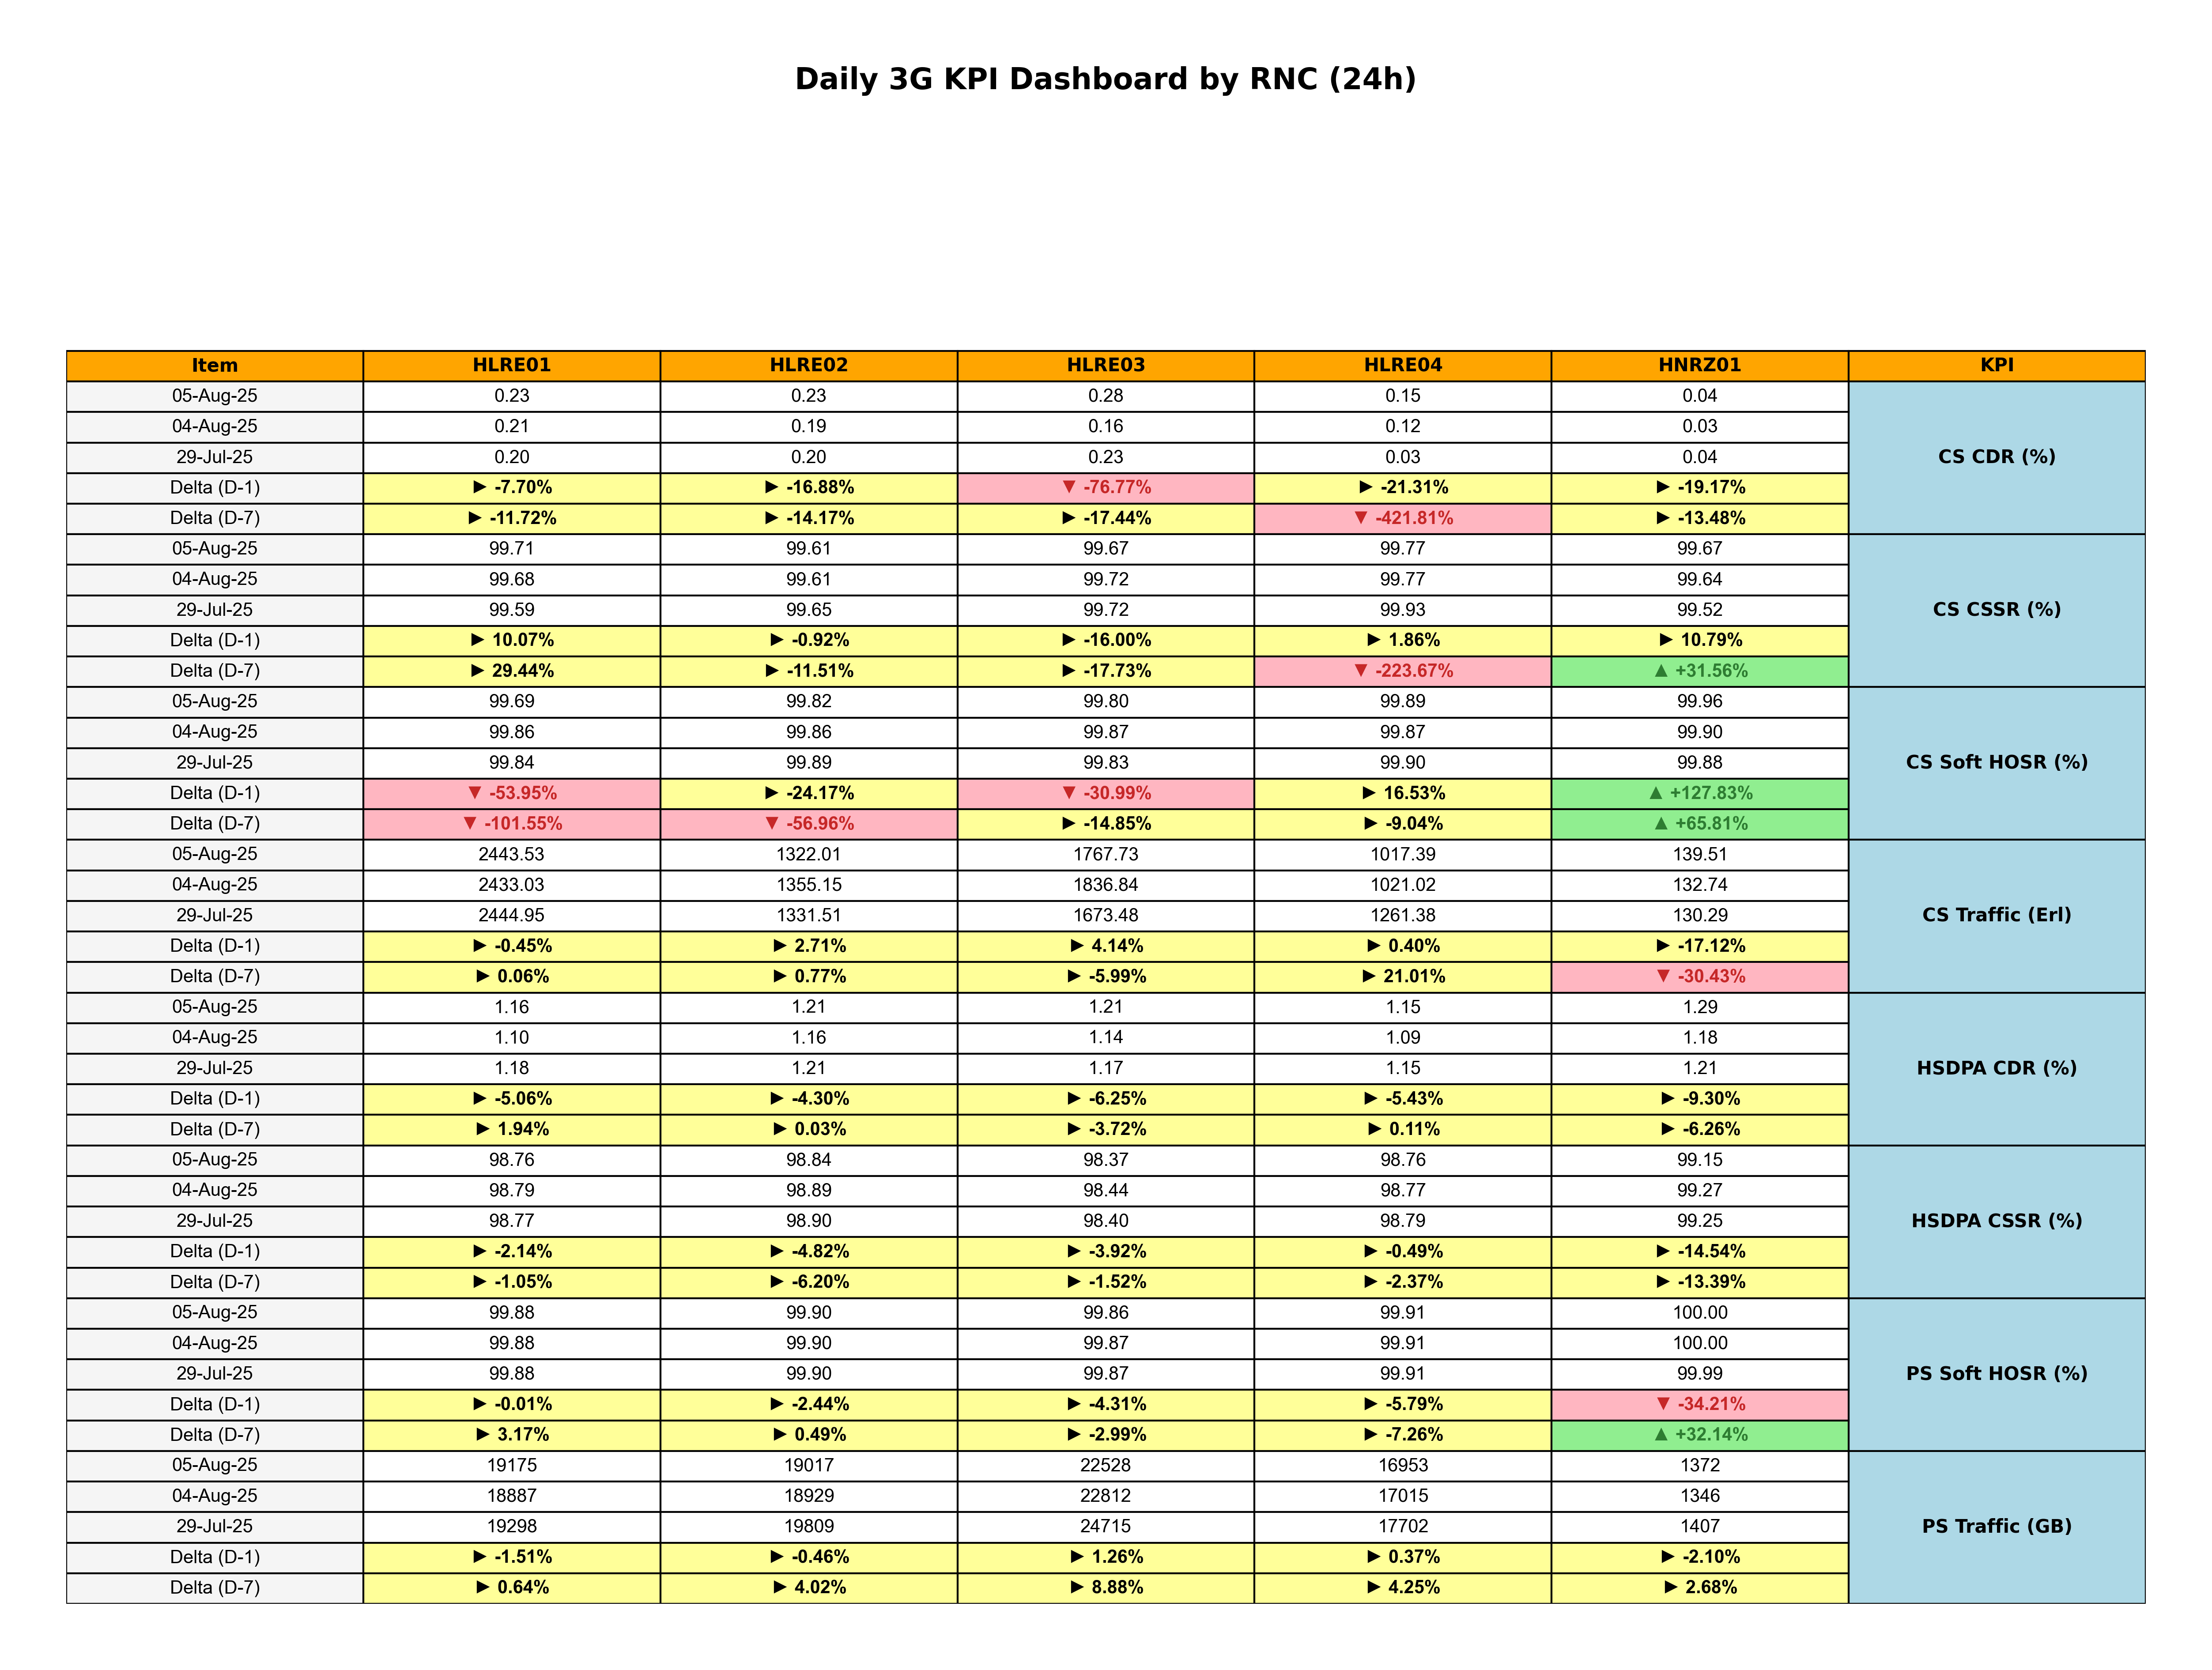 Daily 3G KPI Dashboard by RNC (24h)
Item HLRE01 HLRE02 HLRE03 HLRE04 HNRZ01 KPI
05-Aug-25 0.23 0.23 0.28 0.15 0.04
04-Aug-25 0.21 0.19 0.16 0.12 0.03
29-Jul-25 0.20 0.20 0.23 0.03 0.04 CS CDR (%)
Delta (D-1) ► -7.70% ► -16.88% ▼ -76.77% ► -21.31% ► -19.17%
Delta (D-7) ► -11.72% ► -14.17% ► -17.44% ▼ -421.81% ► -13.48%
05-Aug-25 99.71 99.61 99.67 99.77 99.67
04-Aug-25 99.68 99.61 99.72 99.77 99.64
29-Jul-25 99.59 99.65 99.72 99.93 99.52 CS CSSR (%)
Delta (D-1) ► 10.07% ► -0.92% ► -16.00% ► 1.86% ► 10.79%
Delta (D-7) ► 29.44% ► -11.51% ► -17.73% ▼ -223.67% ▲ +31.56%
05-Aug-25 99.69 99.82 99.80 99.89 99.96
04-Aug-25 99.86 99.86 99.87 99.87 99.90
29-Jul-25 99.84 99.89 99.83 99.90 99.88 CS Soft HOSR (%)
Delta (D-1) ▼ -53.95% ► -24.17% ▼ -30.99% ► 16.53% ▲ +127.83%
Delta (D-7) ▼ -101.55% ▼ -56.96% ► -14.85% ► -9.04% ▲ +65.81%
05-Aug-25 2443.53 1322.01 1767.73 1017.39 139.51
04-Aug-25 2433.03 1355.15 1836.84 1021.02 132.74
29-Jul-25 2444.95 1331.51 1673.48 1261.38 130.29 CS Traffic (Erl)
Delta (D-1) ► -0.45% ► 2.71% ► 4.14% ► 0.40% ► -17.12%
Delta (D-7) ► 0.06% ► 0.77% ► -5.99% ► 21.01% ▼ -30.43%
05-Aug-25 1.16 1.21 1.21 1.15 1.29
04-Aug-25 1.10 1.16 1.14 1.09 1.18
29-Jul-25 1.18 1.21 1.17 1.15 1.21 HSDPA CDR (%)
Delta (D-1) ► -5.06% ► -4.30% ► -6.25% ► -5.43% ► -9.30%
Delta (D-7) ► 1.94% ► 0.03% ► -3.72% ► 0.11% ► -6.26%
05-Aug-25 98.76 98.84 98.37 98.76 99.15
04-Aug-25 98.79 98.89 98.44 98.77 99.27
29-Jul-25 98.77 98.90 98.40 98.79 99.25 HSDPA CSSR (%)
Delta (D-1) ► -2.14% ► -4.82% ► -3.92% ► -0.49% ► -14.54%
Delta (D-7) ► -1.05% ► -6.20% ► -1.52% ► -2.37% ► -13.39%
05-Aug-25 99.88 99.90 99.86 99.91 100.00
04-Aug-25 99.88 99.90 99.87 99.91 100.00
29-Jul-25 99.88 99.90 99.87 99.91 99.99 PS Soft HOSR (%)
Delta (D-1) ► -0.01% ► -2.44% ► -4.31% ► -5.79% ▼ -34.21%
Delta (D-7) ► 3.17% ► 0.49% ► -2.99% ► -7.26% ▲ +32.14%
05-Aug-25 19175 19017 22528 16953 1372
04-Aug-25 18887 18929 22812 17015 1346
29-Jul-25 19298 19809 24715 17702 1407 PS Traffic (GB)
Delta (D-1) ► -1.51% ► -0.46% ► 1.26% ► 0.37% ► -2.10%
Delta (D-7) ► 0.64% ► 4.02% ► 8.88% ► 4.25% ► 2.68%